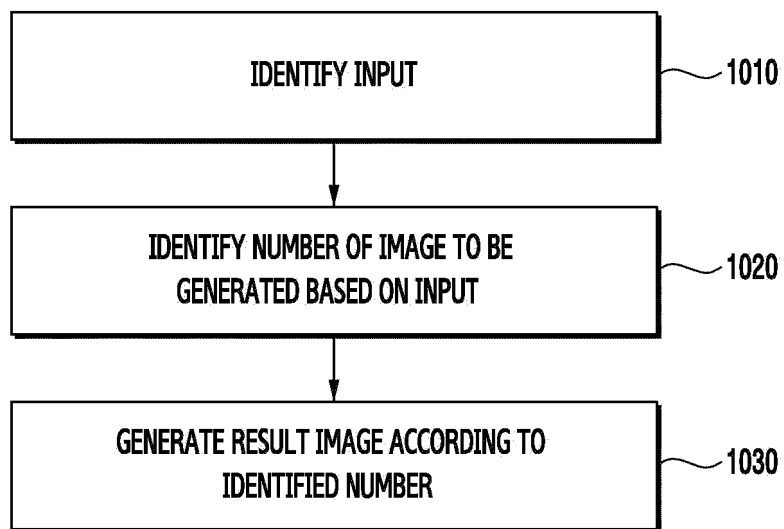 IDENTIFY INPUT
1010
IDENTIFY NUMBER OF IMAGE TO BE
GENERATED BASED ON INPUT
1020
GENERATE RESULT IMAGE ACCORDING TO
IDENTIFIED NUMBER
1030